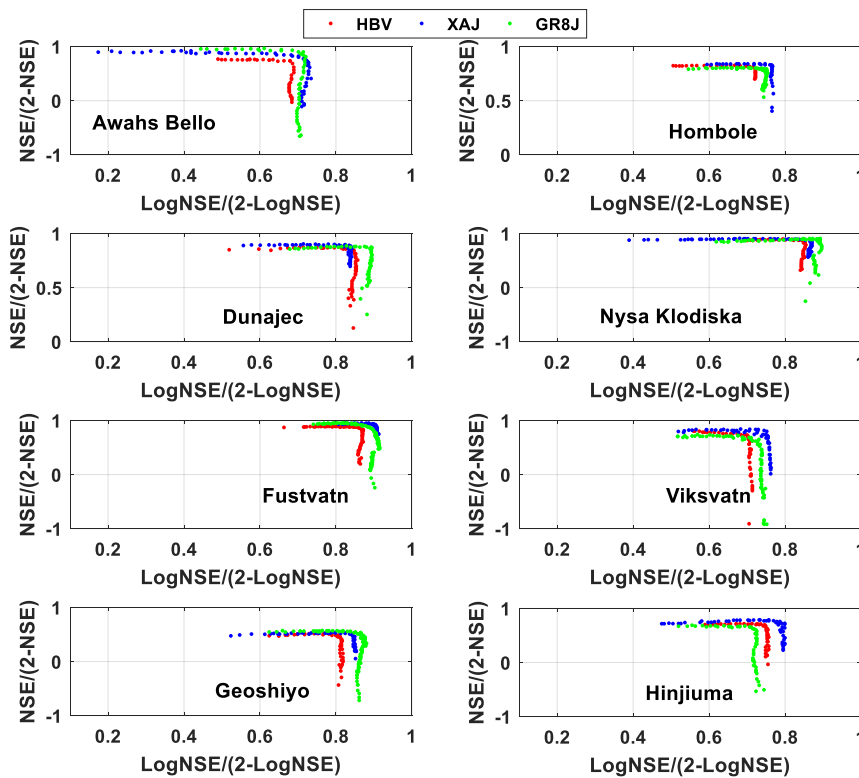 HBV XAJ GR8J
NSE/(2-NSE)
1
0
-1
Awahs Bello
0.2 0.4 0.6 0.8 1
LogNSE/(2-LogNSE)
NSE/(2-NSE)
1
0.5
0
Hombole
0.2 0.4 0.6 0.8 1
LogNSE/(2-LogNSE)
NSE/(2-NSE)
1
0.5
0
Dunajec
0.2 0.4 0.6 0.8 1
LogNSE/(2-LogNSE)
NSE/(2-NSE)
1
0
-1
Nysa Klodiska
0.2 0.4 0.6 0.8 1
LogNSE/(2-LogNSE)
NSE/(2-NSE)
1
0
-1
Fustvatn
0.2 0.4 0.6 0.8 1
LogNSE/(2-LogNSE)
NSE/(2-NSE)
1
0
-1
Viksvatn
0.2 0.4 0.6 0.8 1
LogNSE/(2-LogNSE)
NSE/(2-NSE)
1
0
-1
Geoshiyo
0.2 0.4 0.6 0.8 1
LogNSE/(2-LogNSE)
NSE/(2-NSE)
1
0
-1
Hinjiuma
0.2 0.4 0.6 0.8 1
LogNSE/(2-LogNSE)